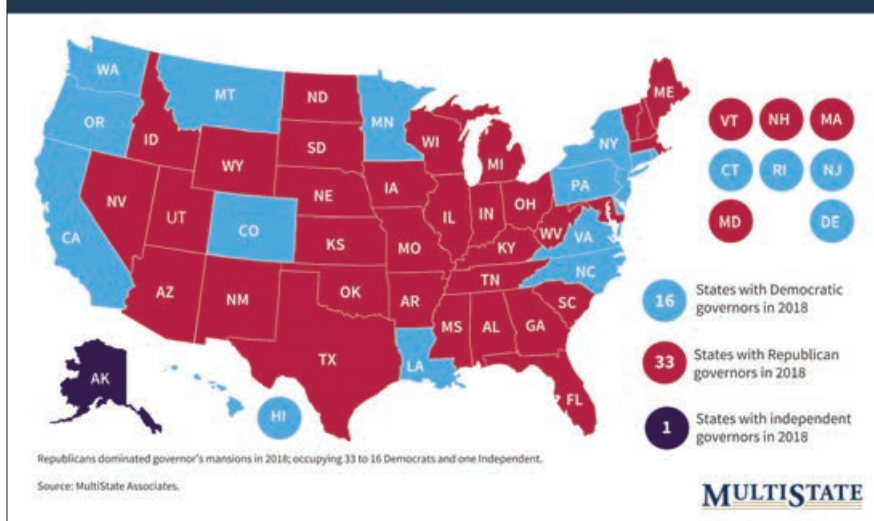 WA
MT
ND
MN
ME
OR
ID
SD
WI
MI
NY
VT
NH
MA
WY
CT
RI
NJ
NV
NE
IA
PA
UT
IL
IN
OH
MD
DE
CA
CO
KS
MO
WV
VA
KY
NC
TN
AZ
NM
OK
AR
SC
MS
AL
GA
TX
LA
FL
AK
HI
16
States with Democratic
governors in 2018
33
States with Republican
governors in 2018
1
States with independent
governors in 2018
Republicans dominated governor's mansions in 2018; occupying 33 to 16 Democrats and one Independent.
Source: MultiState Associates.
MULTISTATE